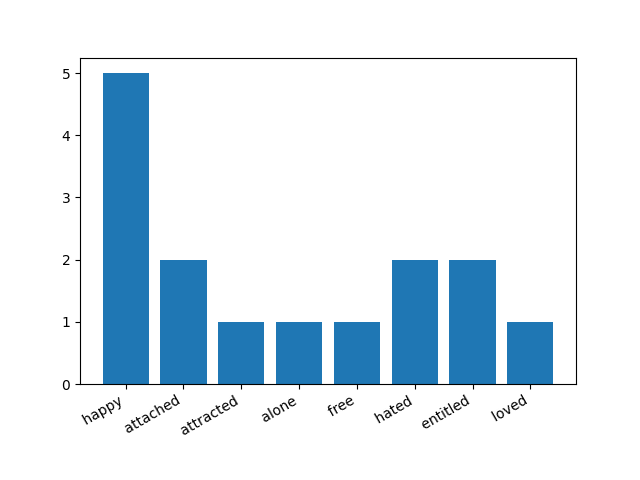 5
4
3
2
1
0
happy
attached
attracted
alone
free
hated
entitled
loved